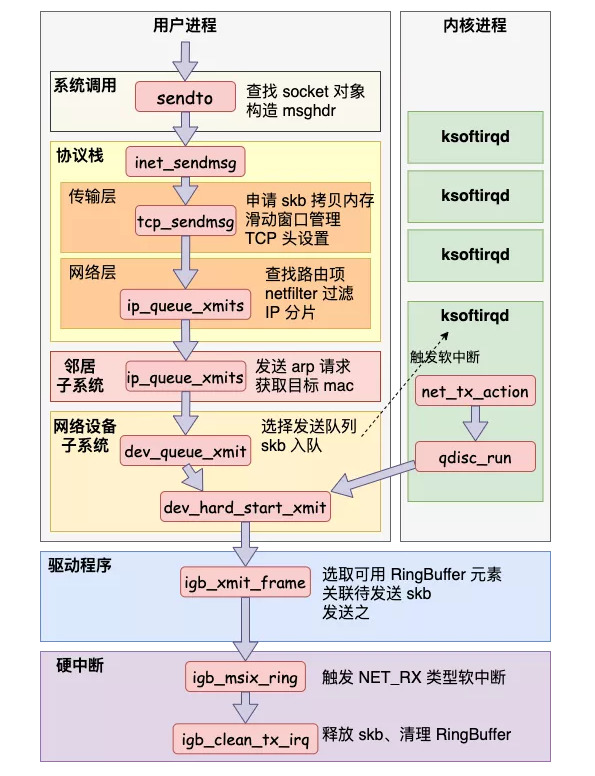 用户进程
内核进程
系统调用
sendto
查找 socket 对象
构造 msghdr
协议栈
inet_sendmsg
传输层
tcp_sendmsg
申请 skb 拷贝内存
滑动窗口管理
TCP 头设置
网络层
ip_queue_xmits
查找路由项
netfilter 过滤
IP 分片
邻居
子系统
ip_queue_xmits
发送 arp 请求
获取目标 mac
网络设备
子系统
dev_queue_xmit
选择发送队列
skb 入队
dev_hard_start_xmit
ksoftirqd
ksoftirqd
ksoftirqd
ksoftirqd
触发软中断
net_tx_action
qdisc_run
驱动程序
igb_xmit_frame
选取可用 RingBuffer 元素
关联待发送 skb
发送之
硬中断
igb_msix_ring
触发 NET_RX 类型软中断
igb_clean_tx_irq
释放 skb、清理 RingBuffer